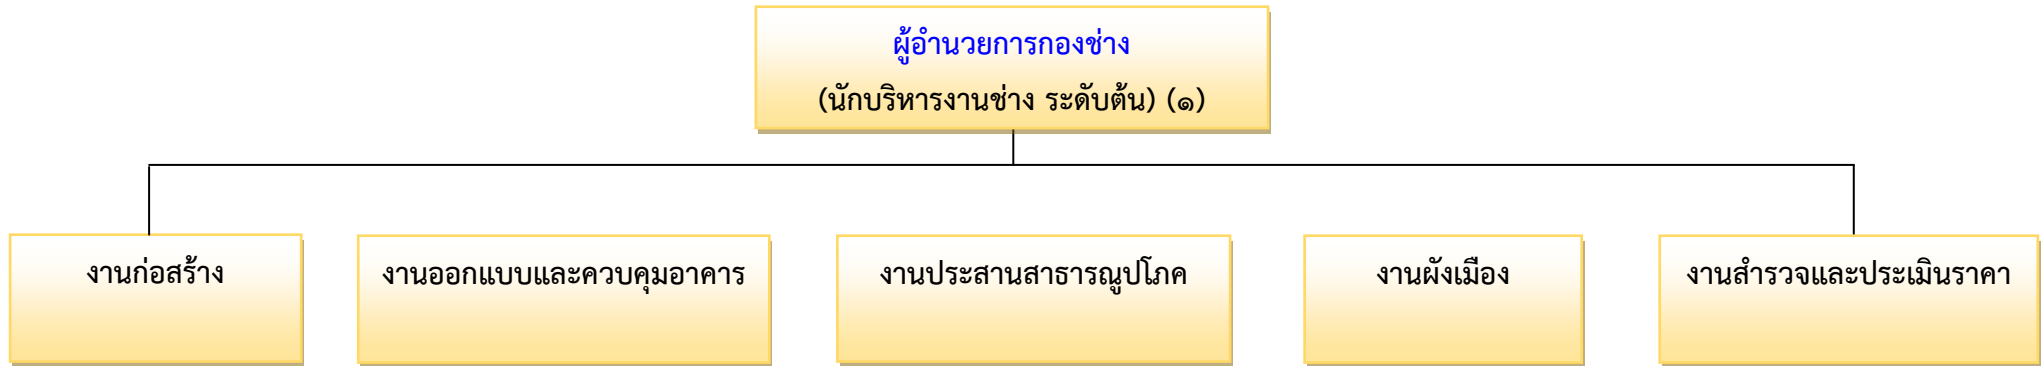 ผู้อำนวยการกองช่าง
(นักบริหารงานช่าง ระดับต้น) (๑)
งานก่อสร้าง
งานออกแบบและควบคุมอาคาร
งานประสานสาธารณูปโภค
งานผังเมือง
งานสำรวจและประเมินราคา